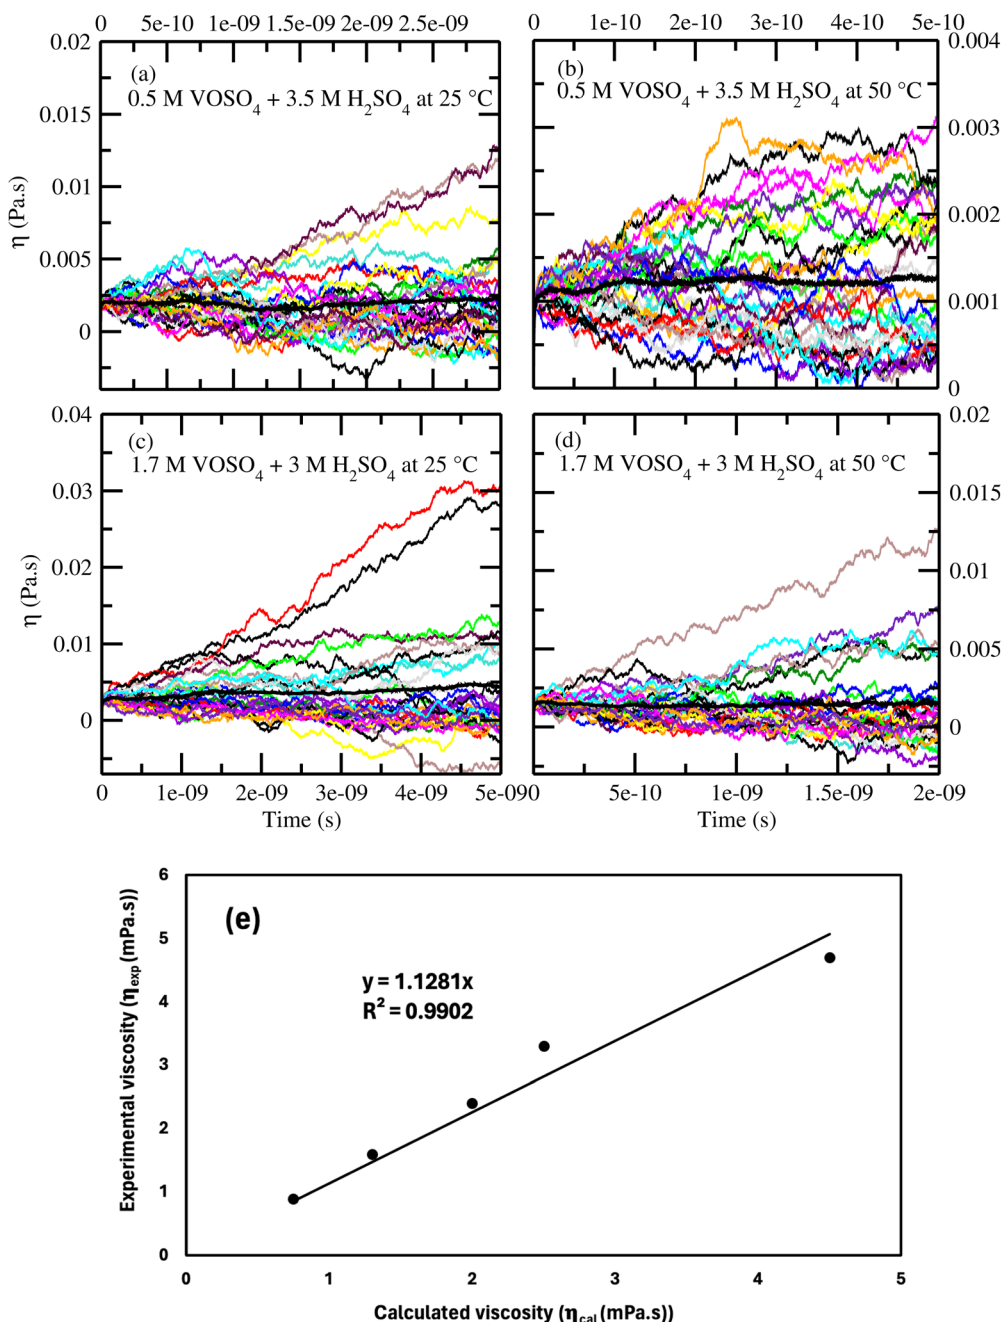 0 5e-10 1e-09 1.5e-09 2e-09 2.5e-09
0 1e-10 2e-10 3e-10 4e-10 5e-10
0.02
0.015
0.01
0.005
0
η (Pa.s)
(a)
0.5 M VOSO₄ + 3.5 M H₂SO₄ at 25 °C
(b)
0.5 M VOSO₄ + 3.5 M H₂SO₄ at 50 °C
0.004
0.003
0.002
0.001
0
0.04
0.03
0.02
0.01
0
η (Pa.s)
(c)
1.7 M VOSO₄ + 3 M H₂SO₄ at 25 °C
(d)
1.7 M VOSO₄ + 3 M H₂SO₄ at 50 °C
0.02
0.015
0.01
0.005
0
0 1e-09 2e-09 3e-09 4e-09 5e-09
Time (s)
0 5e-10 1e-09 1.5e-09 2e-09
Time (s)
(e)
y = 1.1281x
R² = 0.9902
6
5
4
3
2
1
0
Experimental viscosity (ηexp (mPa.s))
0 1 2 3 4 5
Calculated viscosity (ηcal (mPa.s))